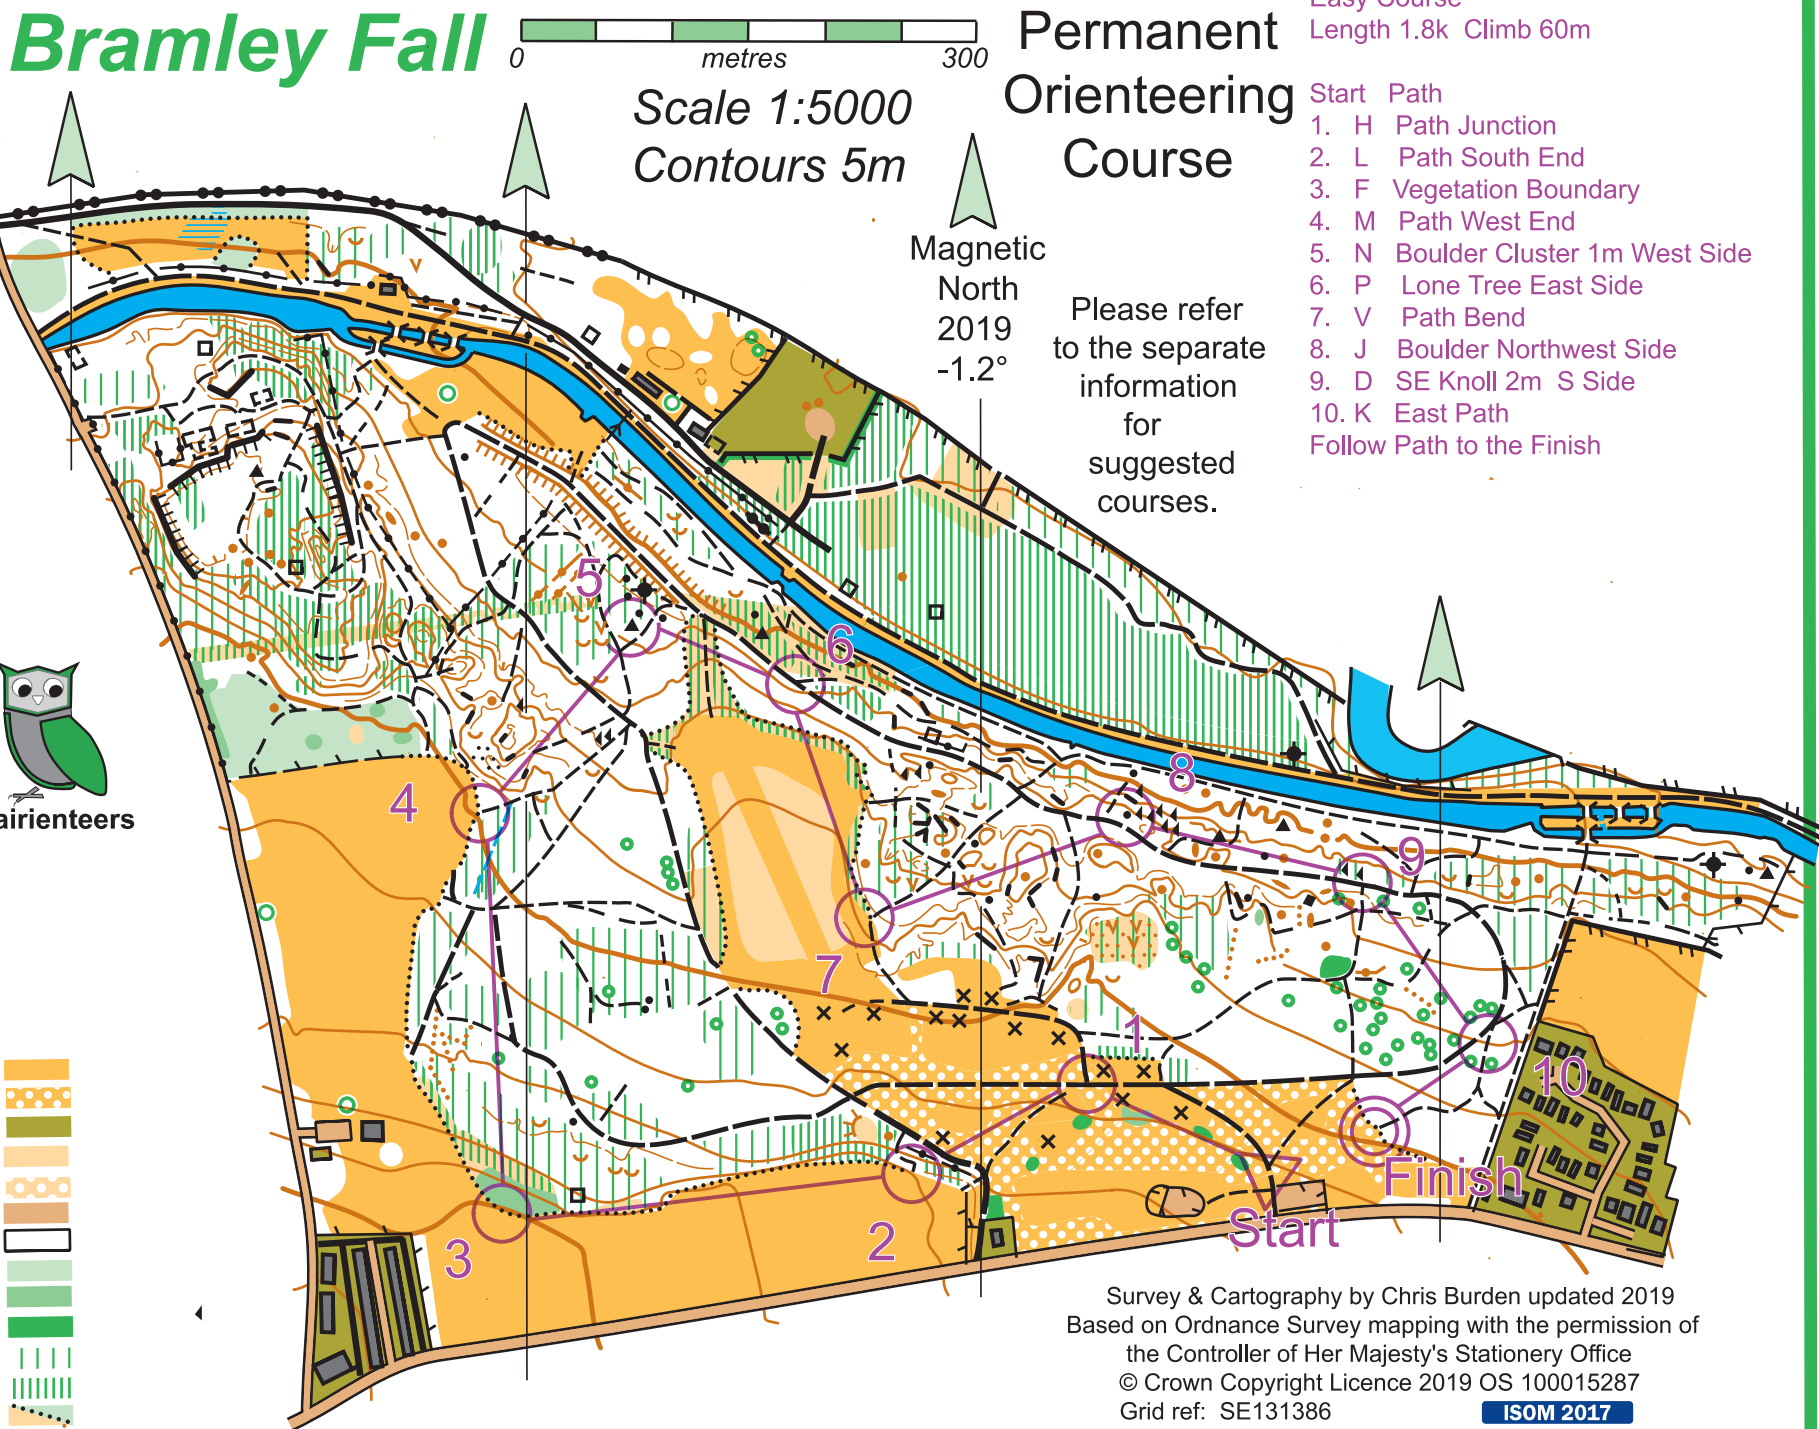 Bramley Fall
0 metres 300
Scale 1:5000
Contours 5m
Permanent
Orienteering
Course
Easy Course
Length 1.8k Climb 60m
Start Path
1. H Path Junction
2. L Path South End
3. F Vegetation Boundary
4. M Path West End
5. N Boulder Cluster 1m West Side
6. P Lone Tree East Side
7. V Path Bend
8. J Boulder Northwest Side
9. D SE Knoll 2m S Side
10. K East Path
Follow Path to the Finish
Magnetic
North
2019
-1.2°
Please refer
to the separate
information
for
suggested
courses.
5
6
8
4
9
7
1
10
Finish
Start
2
3
airienteers
Survey & Cartography by Chris Burden updated 2019
Based on Ordnance Survey mapping with the permission of
the Controller of Her Majesty's Stationery Office
© Crown Copyright Licence 2019 OS 100015287
Grid ref: SE131386
ISOM 2017